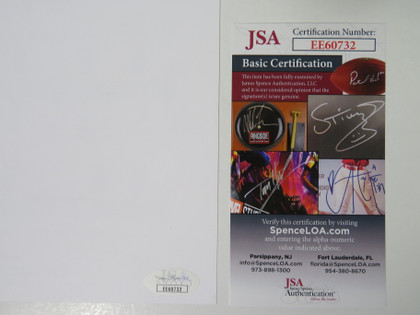 JSA
Certification Number:
EE60732
Basic Certification
This item has been fully examined by
James Spence Authentication, LLC.
and it is our considered opinion that the
signature(s) is/are genuine.
Verify this certification by visiting
SpenceLOA.com
and entering the alpha-numeric
value indicated above.
Parsippany, NJ
info@SpenceLOA.com
973-898-1300
Fort Lauderdale, FL
florida@SpenceLOA.com
954-380-8670
JSA
James Spence
Authentication
EE60732